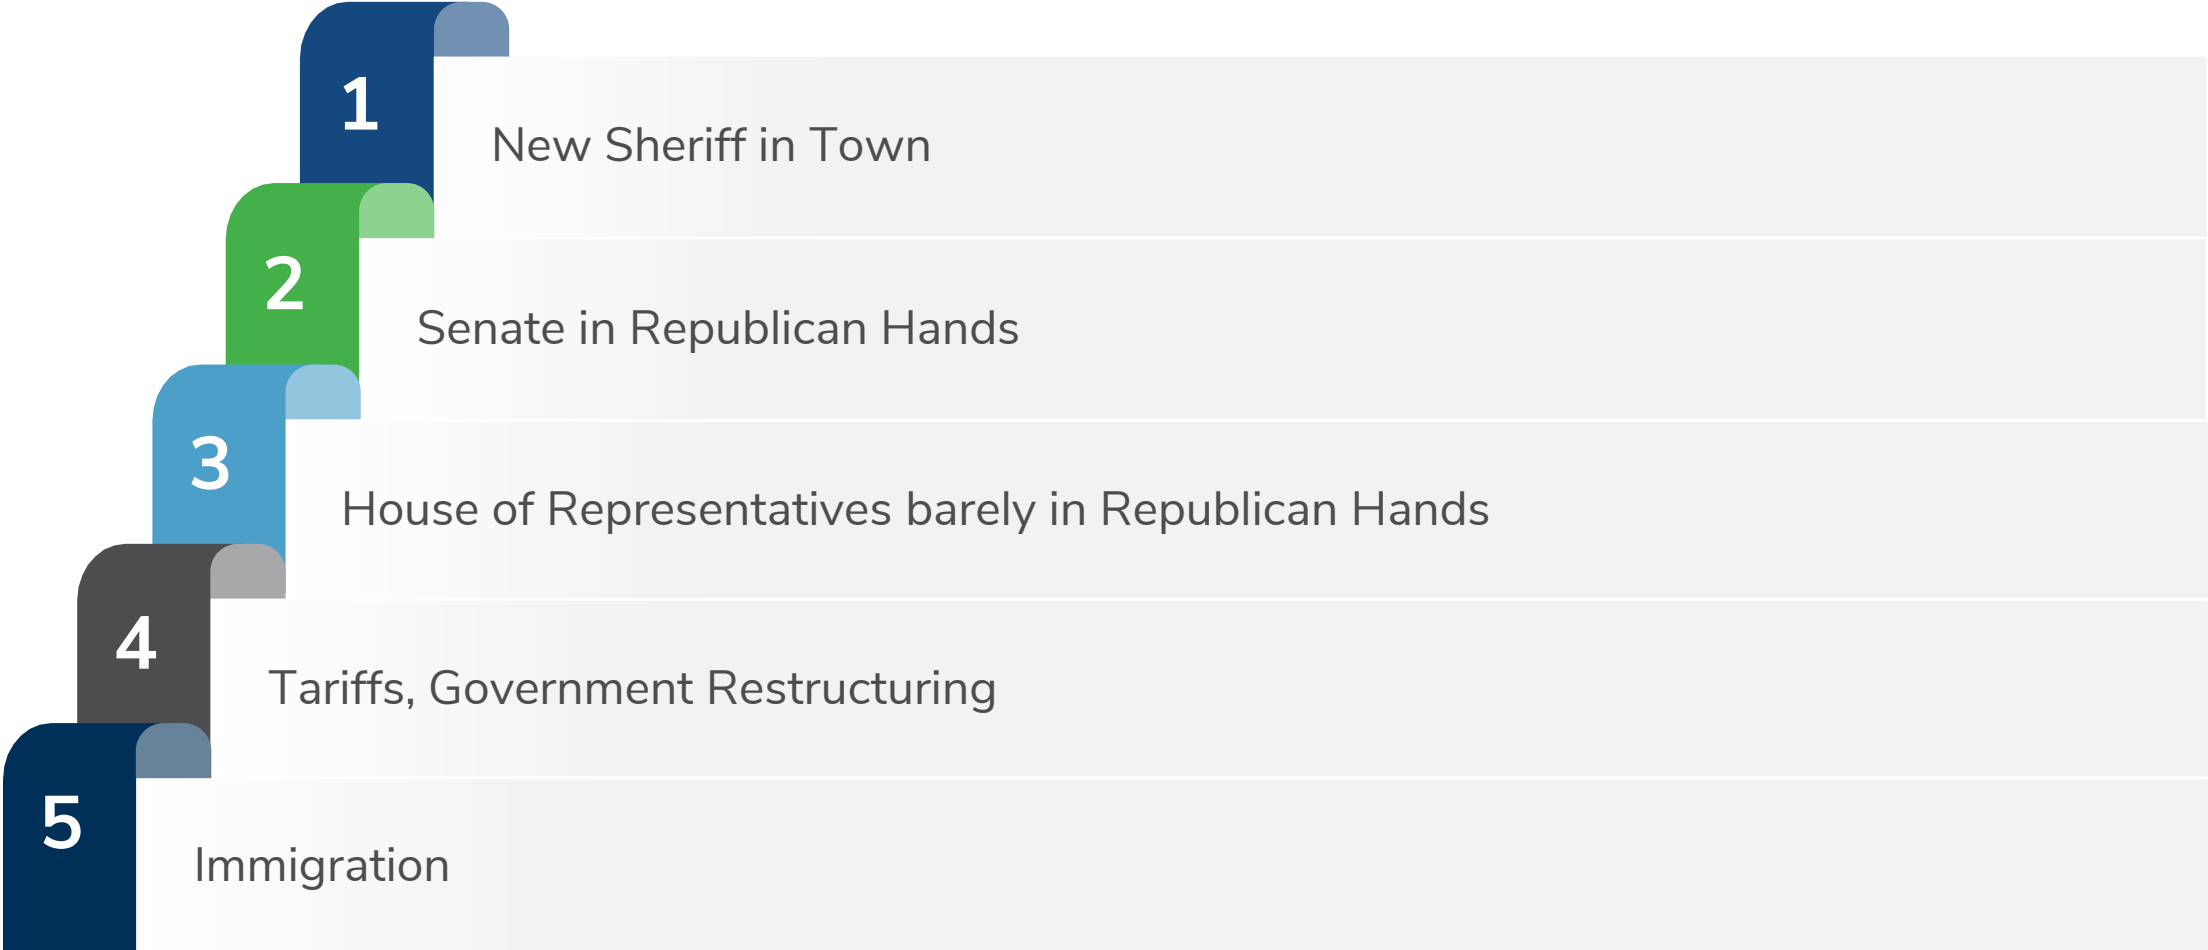 1
New Sheriff in Town
2
Senate in Republican Hands
3
House of Representatives barely in Republican Hands
4
Tariffs, Government Restructuring
5
Immigration